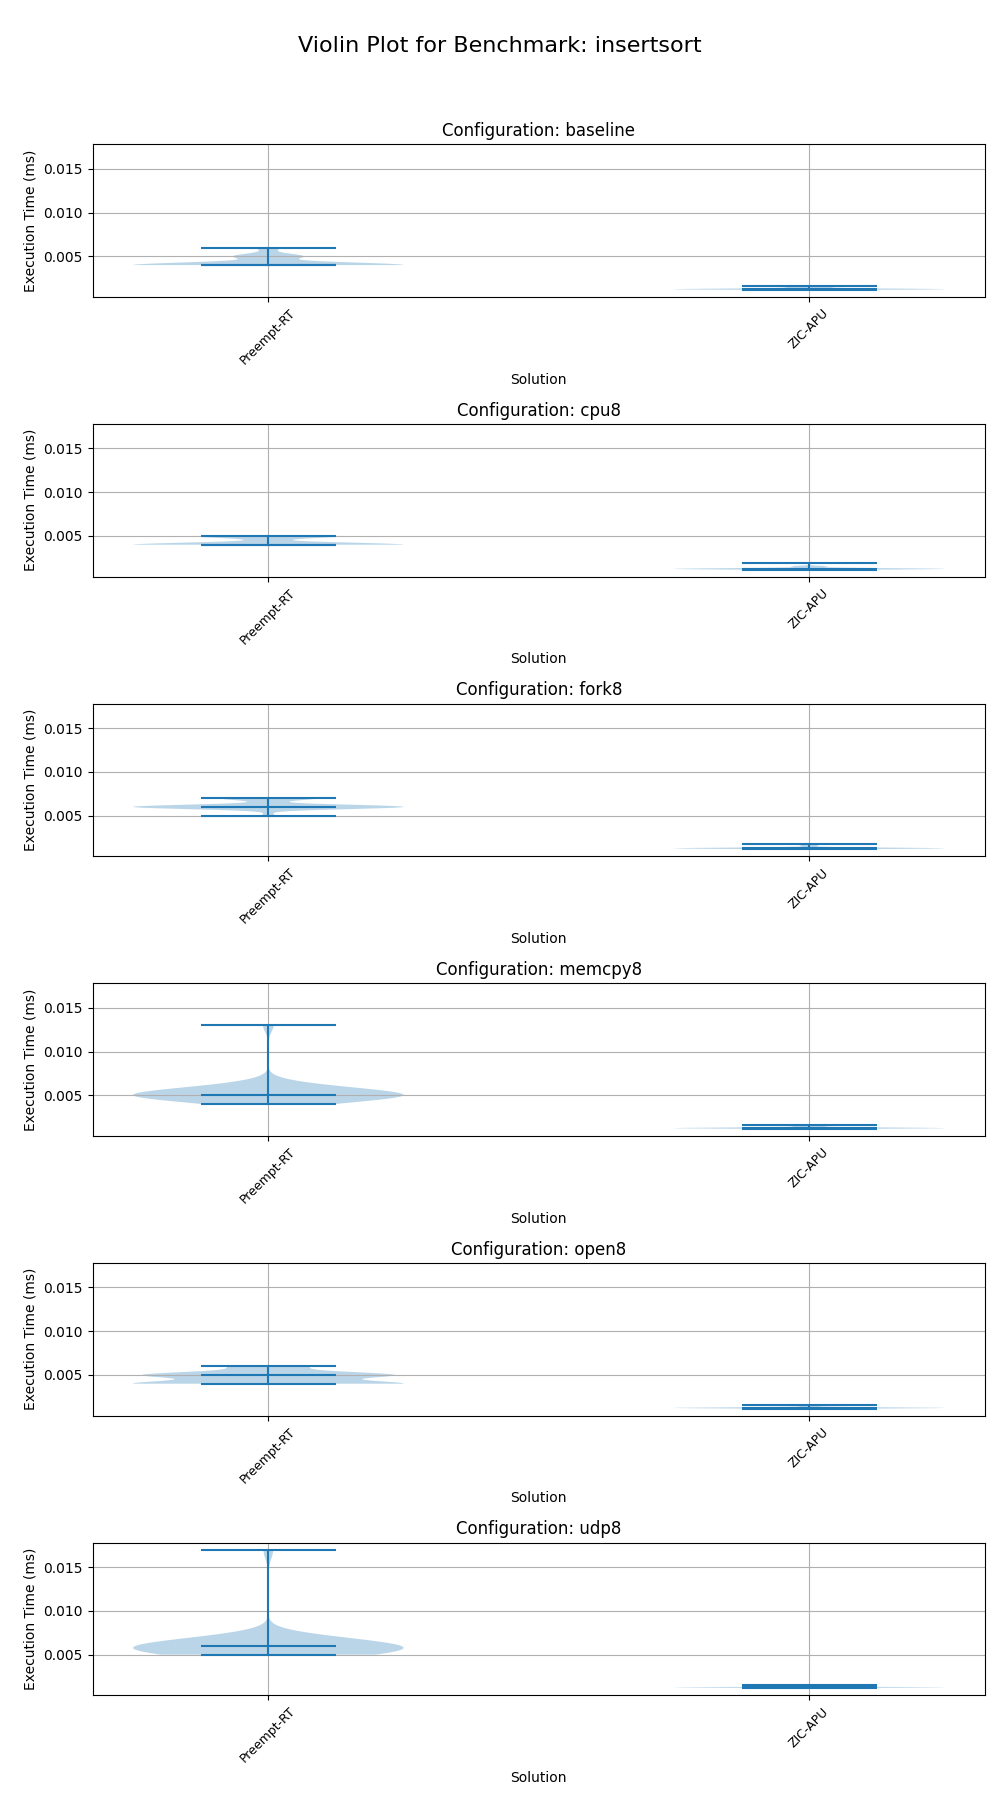 Violin Plot for Benchmark: insertsort
Configuration: baseline
Execution Time (ms)
0.015
0.010
0.005
Preempt-RT
ZIC-APU
Solution
Configuration: cpu8
Execution Time (ms)
0.015
0.010
0.005
Preempt-RT
ZIC-APU
Solution
Configuration: fork8
Execution Time (ms)
0.015
0.010
0.005
Preempt-RT
ZIC-APU
Solution
Configuration: memcpy8
Execution Time (ms)
0.015
0.010
0.005
Preempt-RT
ZIC-APU
Solution
Configuration: open8
Execution Time (ms)
0.015
0.010
0.005
Preempt-RT
ZIC-APU
Solution
Configuration: udp8
Execution Time (ms)
0.015
0.010
0.005
Preempt-RT
ZIC-APU
Solution